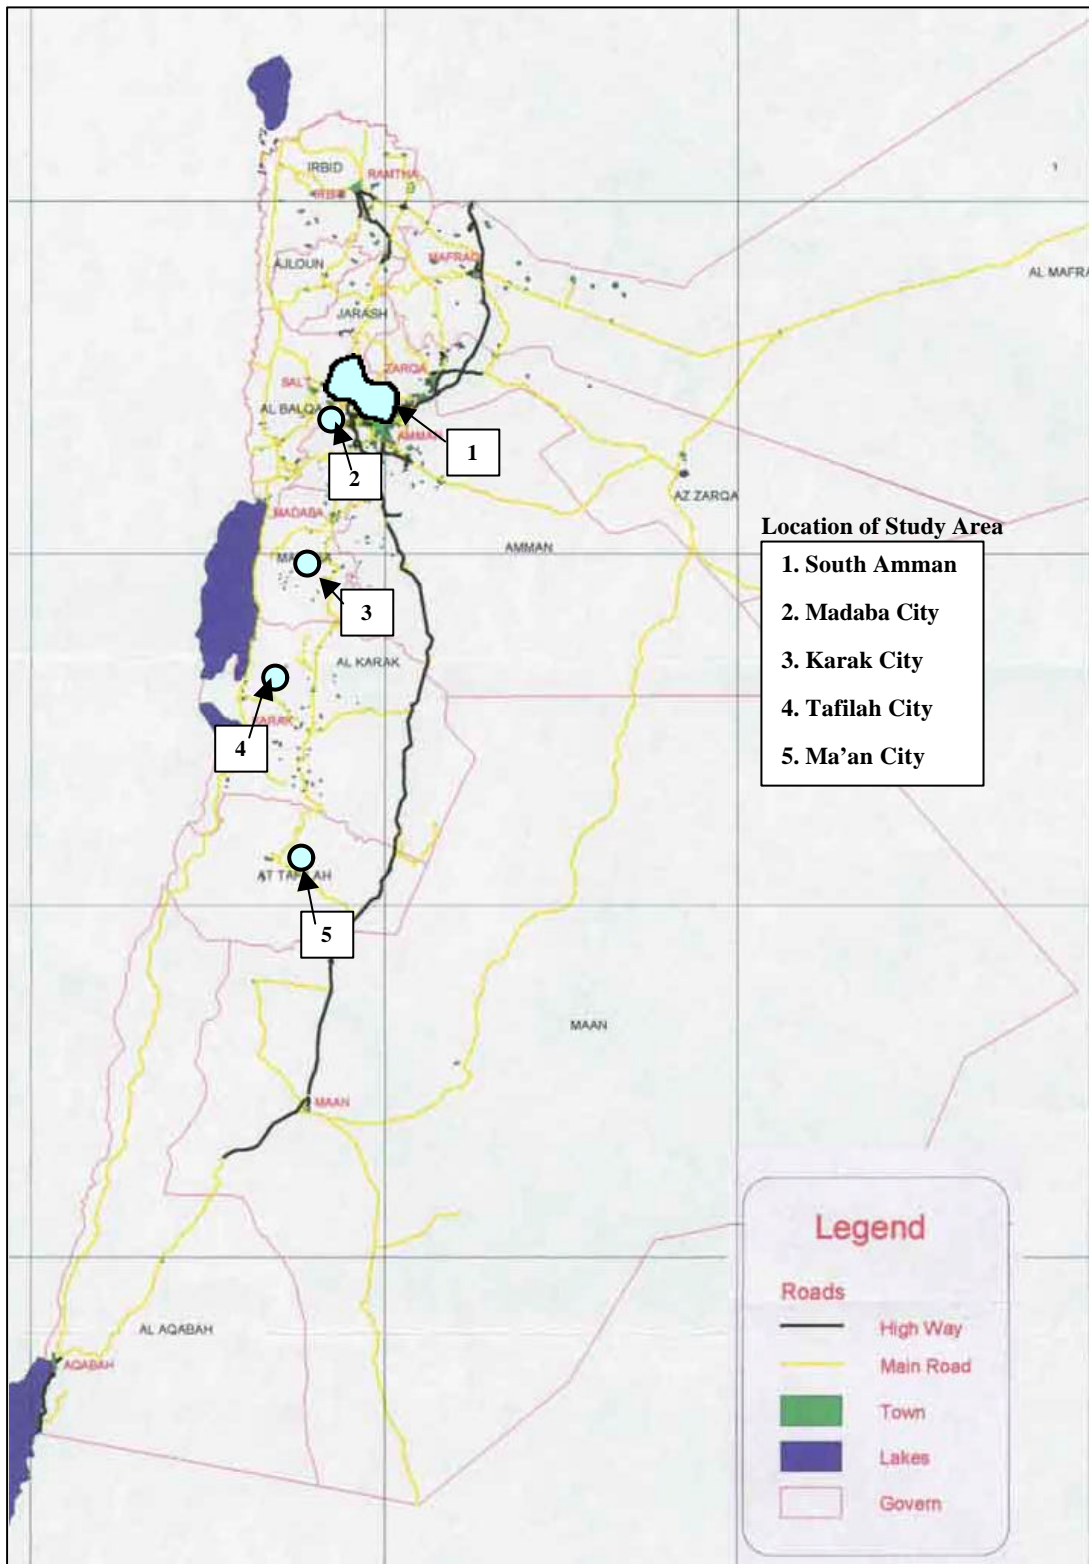 IRBID
RAMTHA
IRBID
AJLOUN
MAFRAQ
AL MAFRA
JARASH
ZARQA
SALT
AL BALQA
AMMAN
1
2
AZ ZARQA
MADABA
AMMAN
Location of Study Area
1. South Amman
2. Madaba City
3. Karak City
4. Tafilah City
5. Ma’an City
3
AL KARAK
KARAK
4
5
MAAN
MAAN
AL AQABAH
AQABAH
Legend
Roads
High Way
Main Road
Town
Lakes
Govern